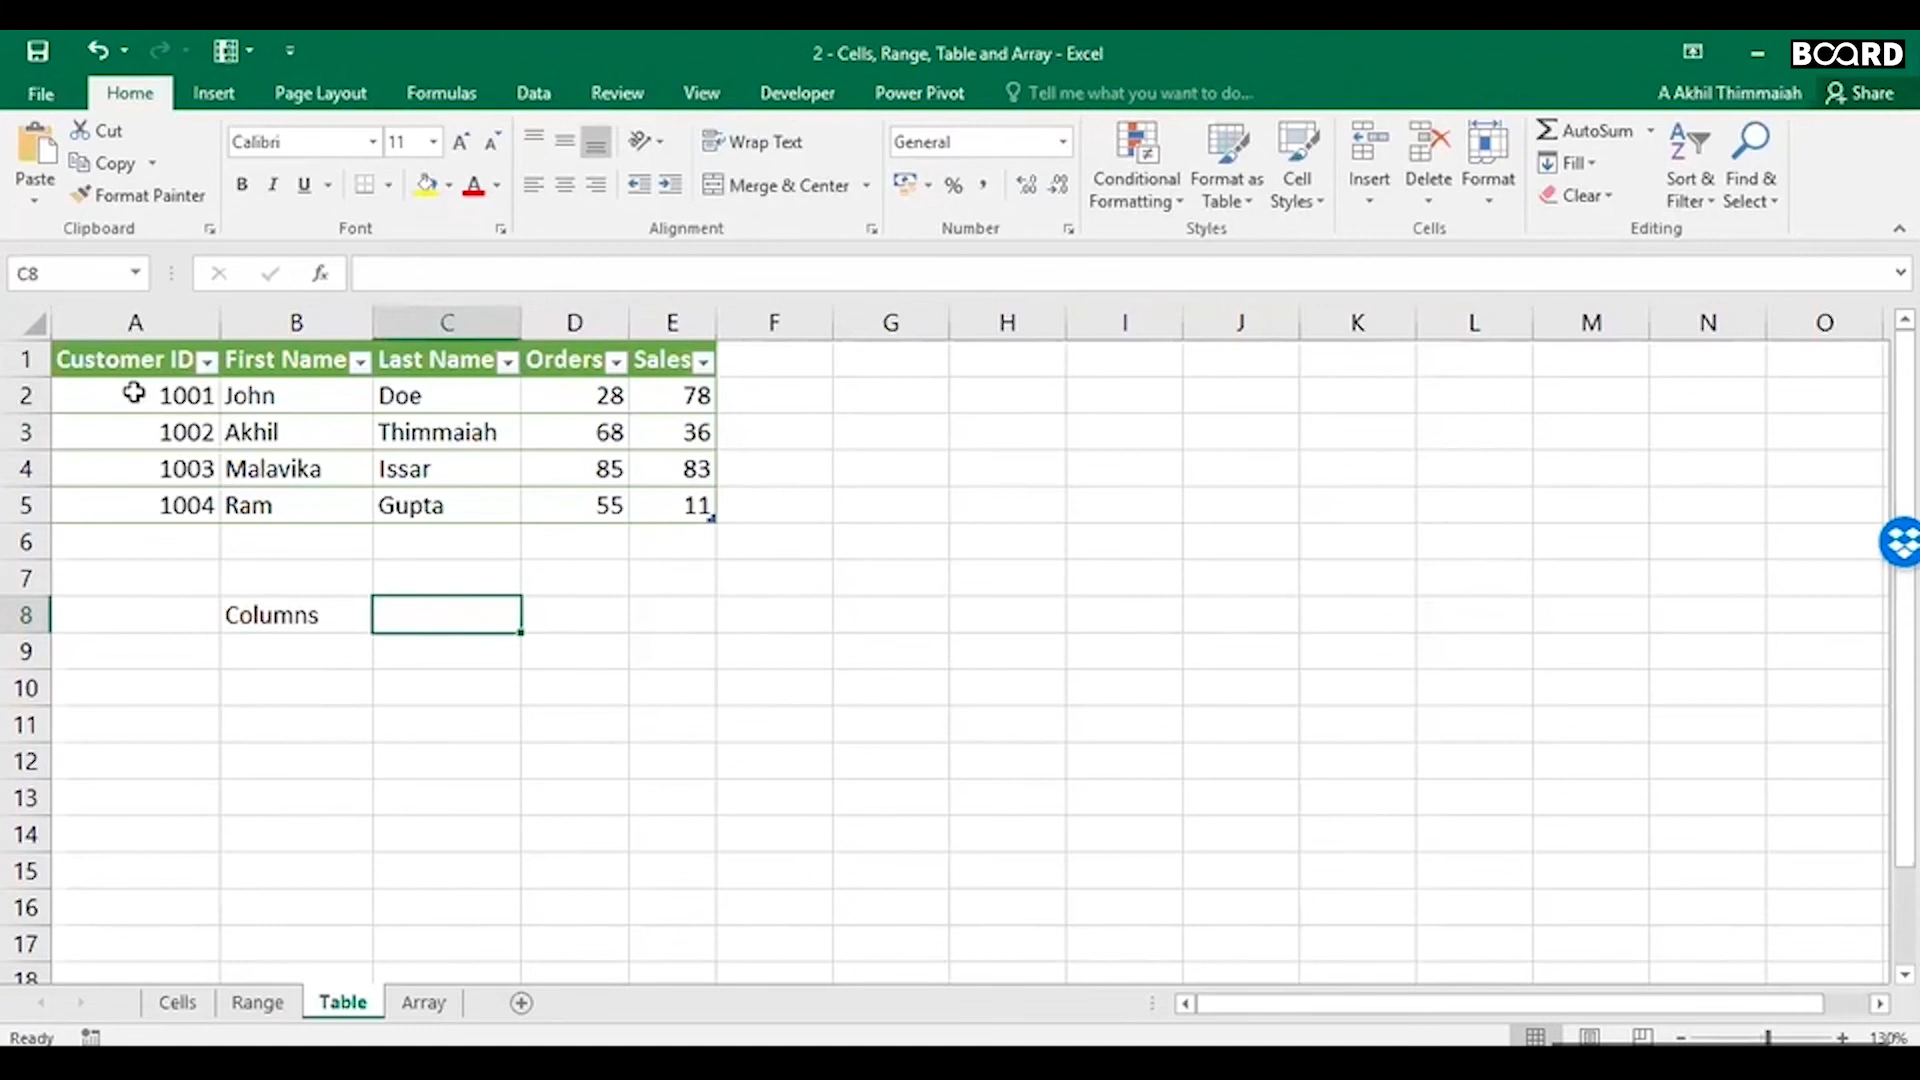 2 - Cells, Range, Table and Array - Excel
BOARD
File Home Insert Page Layout Formulas Data Review View Developer Power Pivot Tell me what you want to do... A Akhil Thimmaiah Share
Paste
Cut
Copy
Format Painter
Clipboard
Calibri 11 A A
B I U A
Font
Wrap Text
Merge & Center
Alignment
General
% ,
Number
Conditional Formatting
Format as Table
Cell Styles
Styles
Insert Delete Format
Cells
AutoSum
Fill
Clear
Sort & Filter
Find & Select
Editing
C8 fx
A B C D E F G H I J K L M N O
1 Customer ID First Name Last Name Orders Sales
2 1001 John Doe 28 78
3 1002 Akhil Thimmaiah 68 36
4 1003 Malavika Issar 85 83
5 1004 Ram Gupta 55 11
6
7
8 Columns
9
10
11
12
13
14
15
16
17
18
Cells Range Table Array
Ready 130%